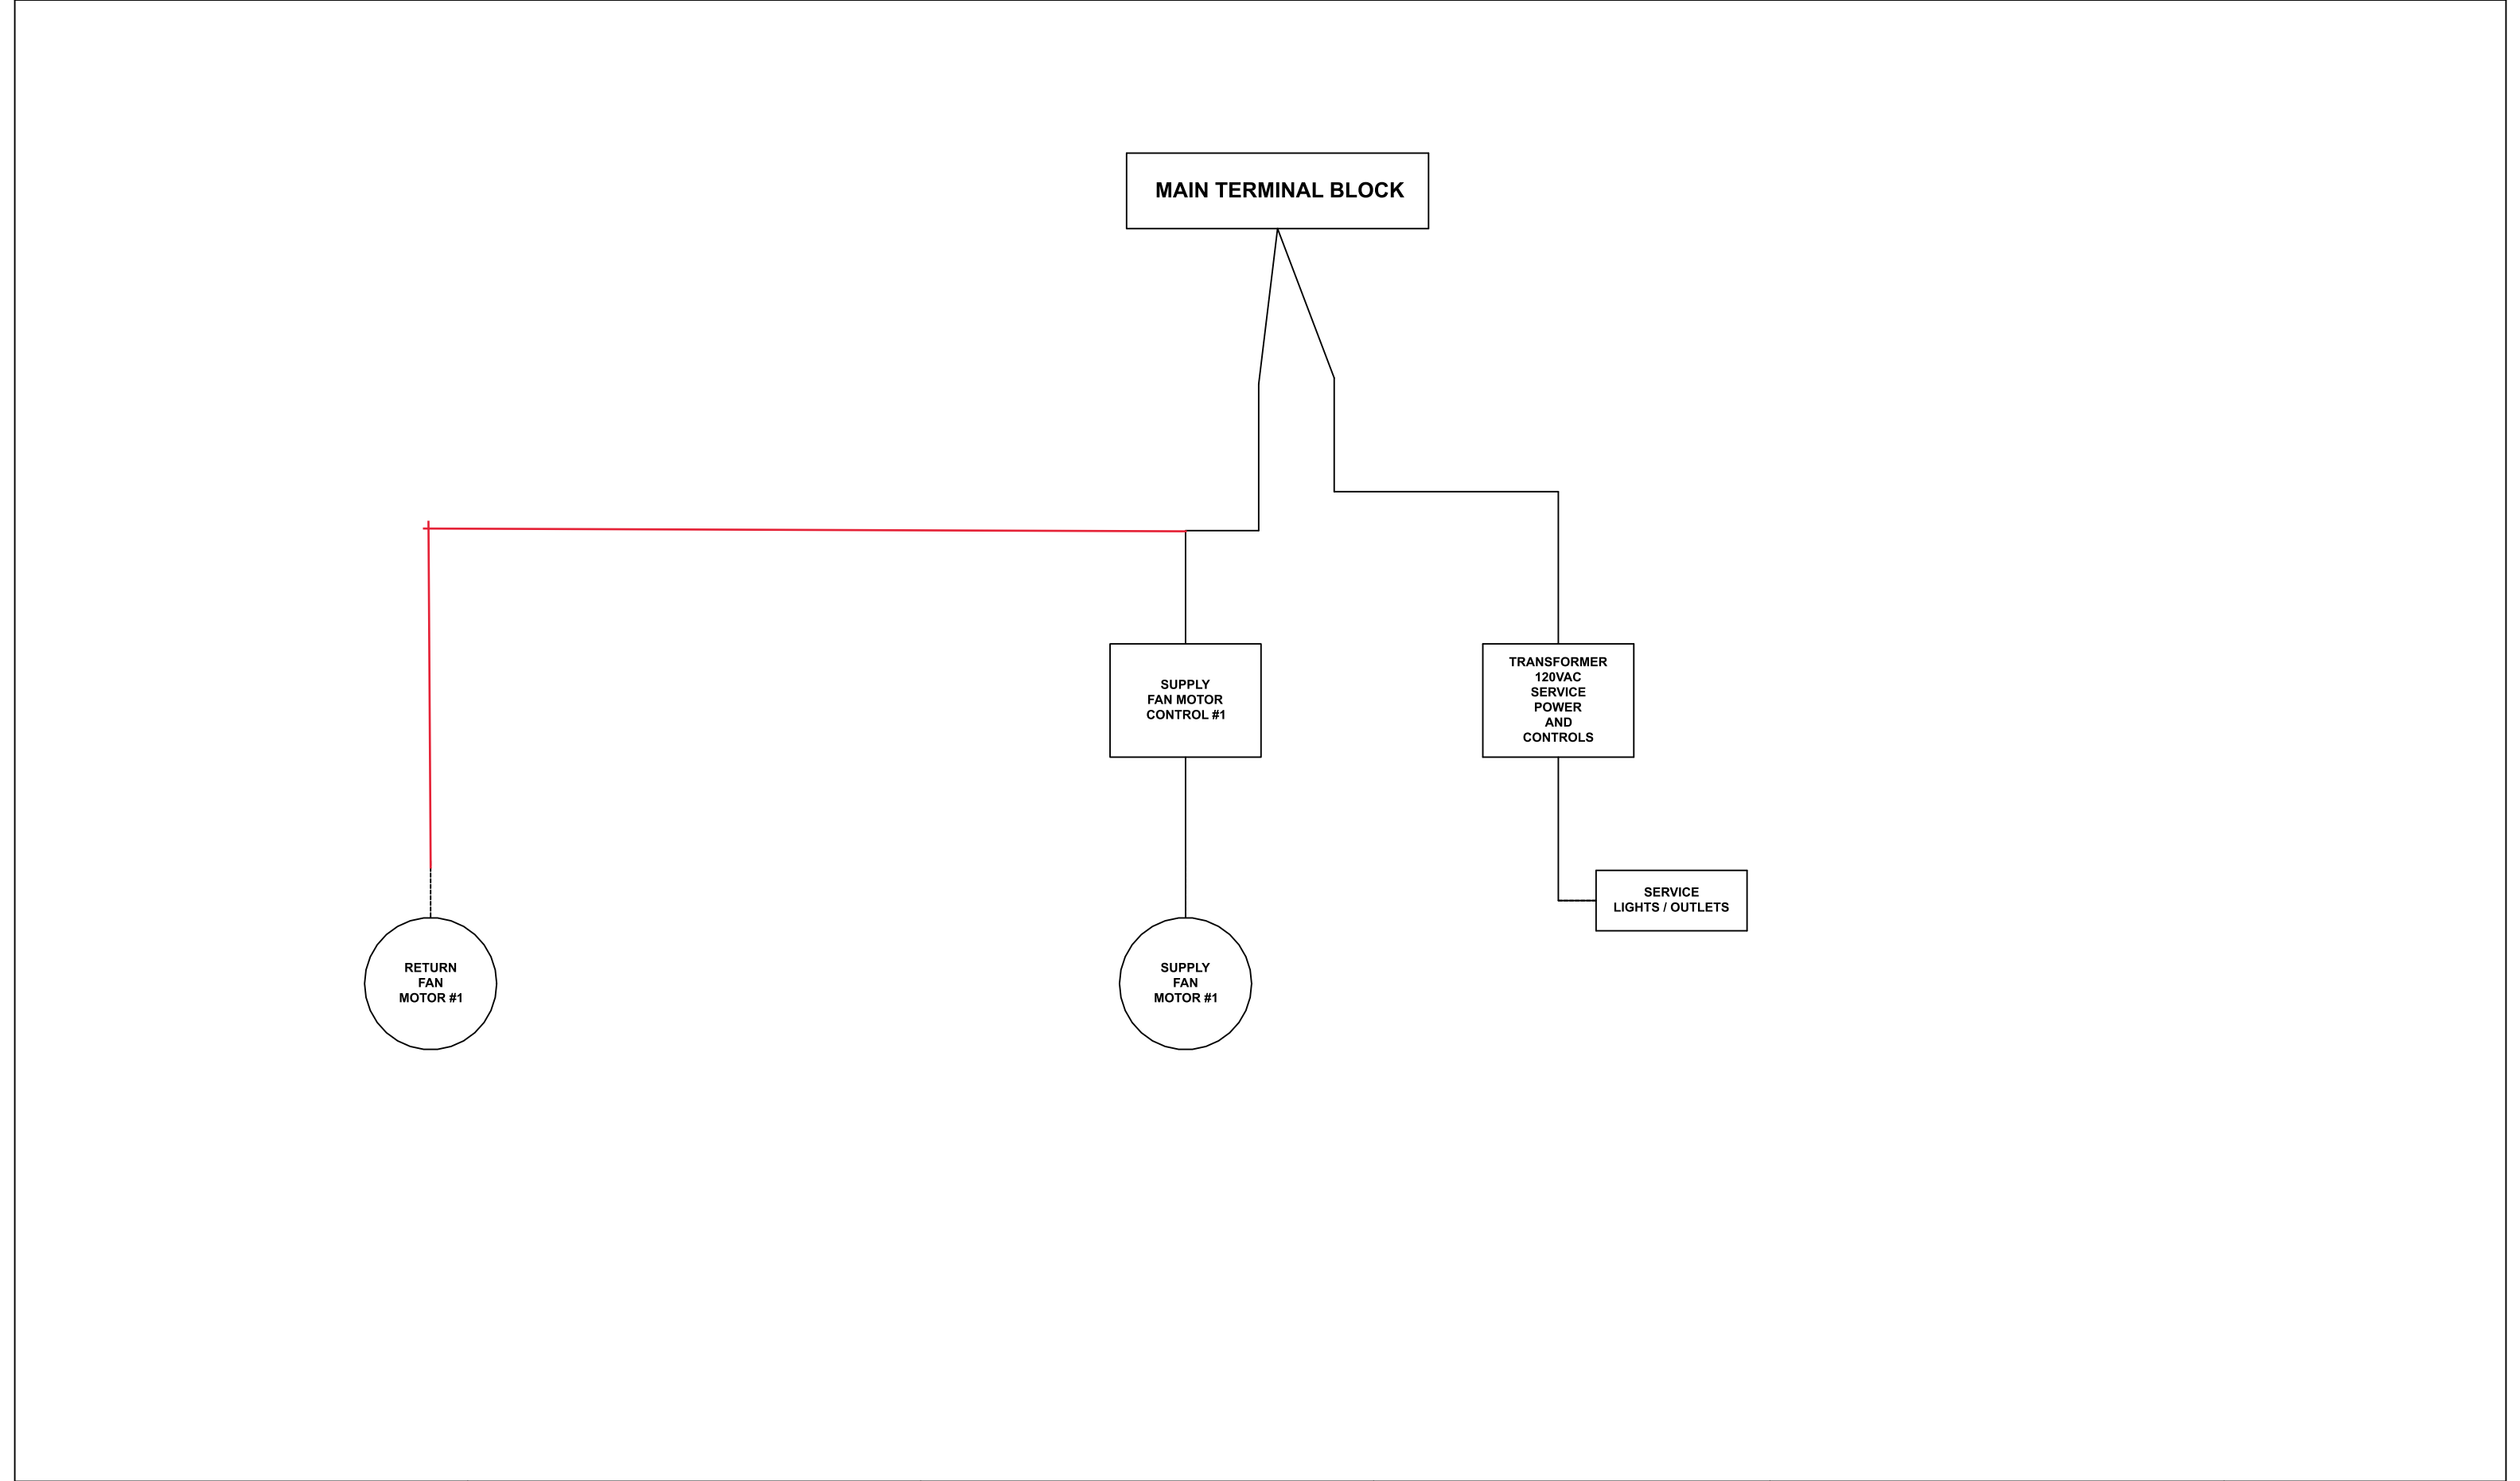 MAIN TERMINAL BLOCK
SUPPLY
FAN MOTOR
CONTROL #1
TRANSFORMER
120VAC
SERVICE
POWER
AND
CONTROLS
SERVICE
LIGHTS / OUTLETS
RETURN
FAN
MOTOR #1
SUPPLY
FAN
MOTOR #1